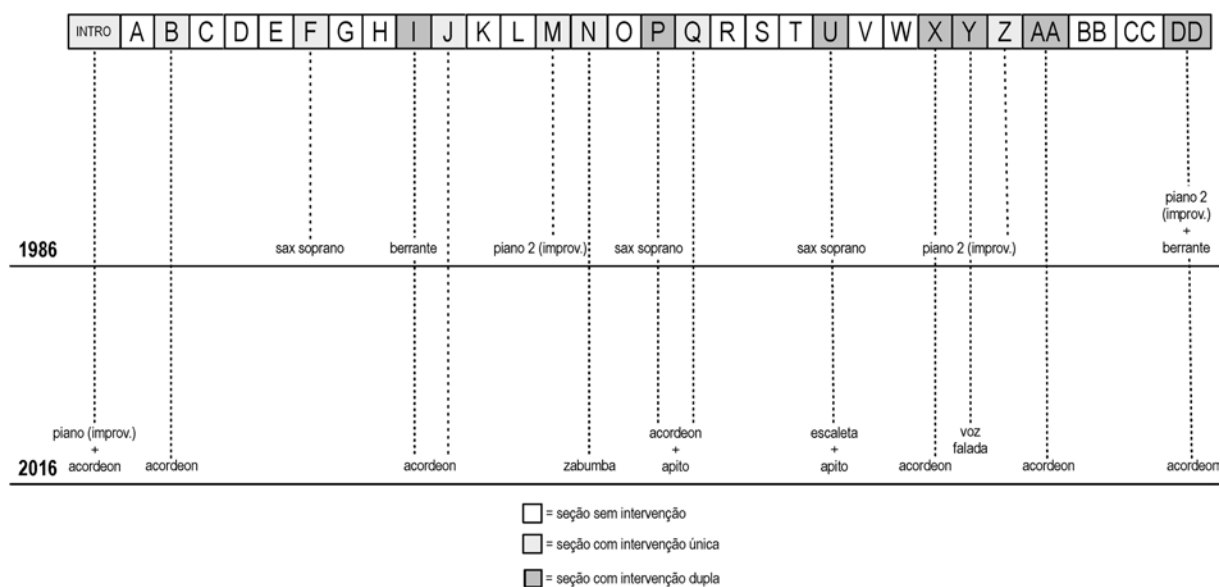 INTRO A B C D E F G H I J K L M N O P Q R S T U V W X Y Z AA BB CC DD
piano 2
(improv.)
+
1986 sax soprano berrante piano 2 (improv.) sax soprano sax soprano piano 2 (improv.) berrante
piano (improv.) acordeon escaleta voz
+ + + falada
2016 acordeon acordeon acordeon zabumba apito apito acordeon acordeon acordeon
= seção sem intervenção
= seção com intervenção única
= seção com intervenção dupla